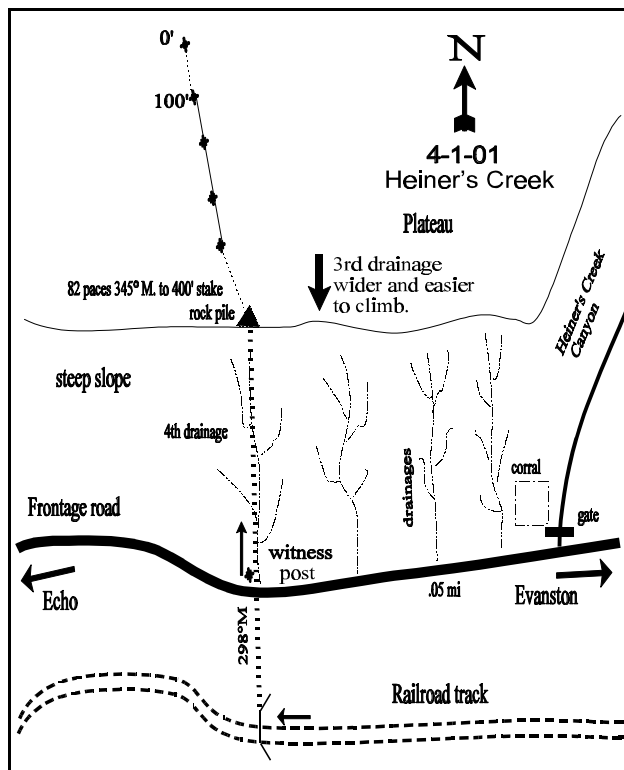 0'
N
100'
4-1-01
Heiner's Creek
Plateau
3rd drainage
wider and easier
to climb.
82 paces 345° M. to 400' stake
rock pile
Heiner's Creek
Canyon
steep slope
4th drainage
drainages
corral
Frontage road
gate
witness
post
.05 mi
Echo
Evanston
298°M
Railroad track